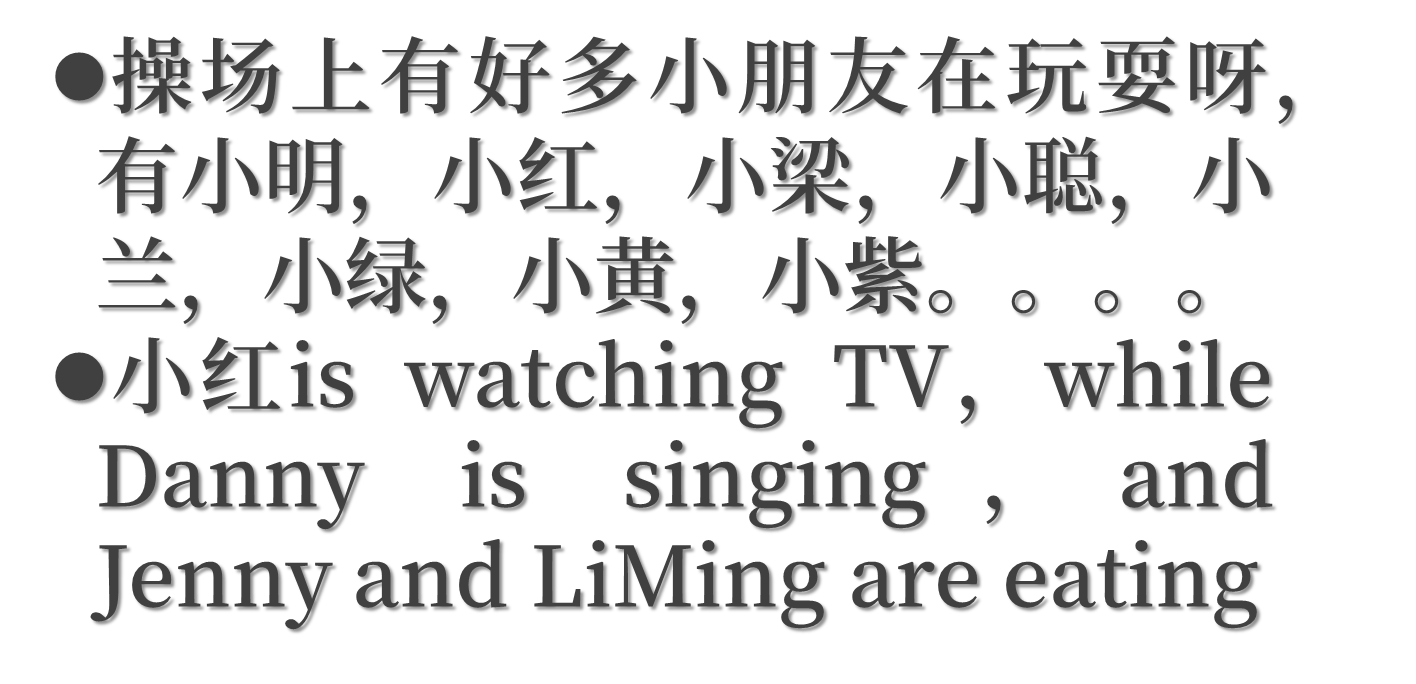 ●操场上有好多小朋友在玩耍呀，
有小明，小红，小梁，小聪，小
兰，小绿，小黄，小紫。。。。
●小红is watching TV，while
Danny is singing，and
Jenny and LiMing are eating